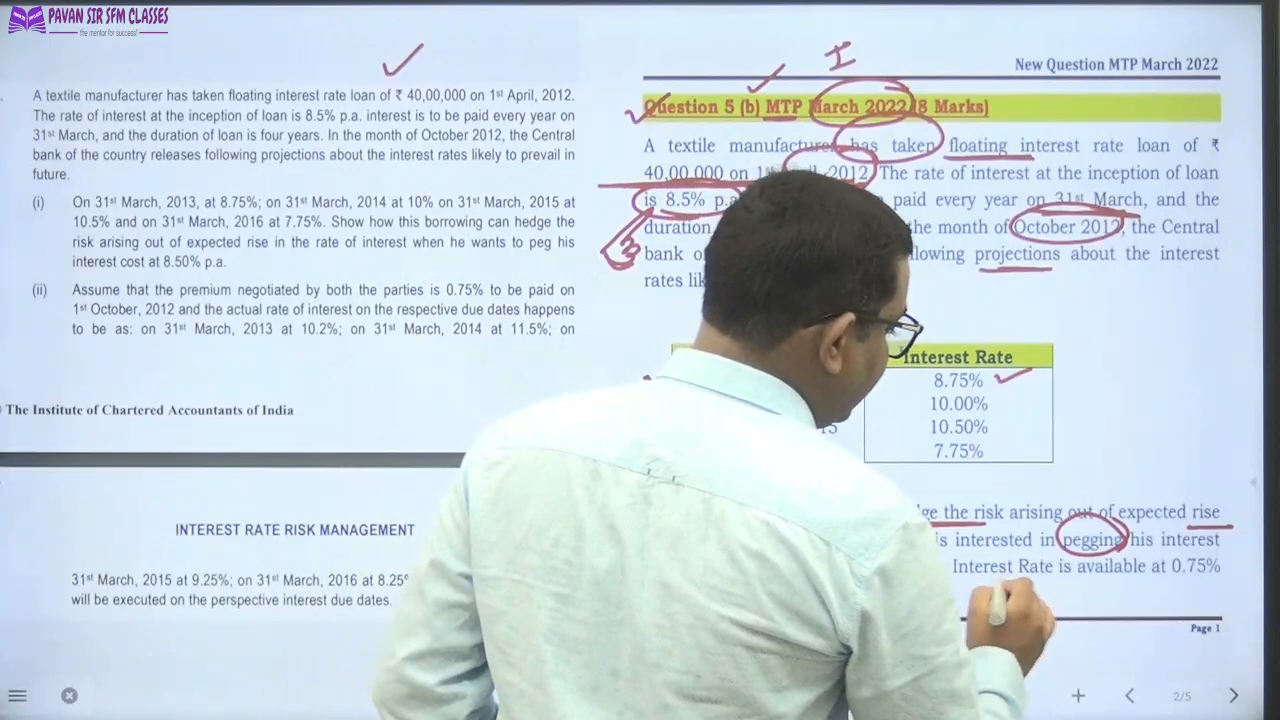 PAVAN SIR SFM CLASSES
the mentor for success!
A textile manufacturer has taken floating interest rate loan of ₹ 40,00,000 on 1st April, 2012.
The rate of interest at the inception of loan is 8.5% p.a. interest is to be paid every year on
31st March, and the duration of loan is four years. In the month of October 2012, the Central
bank of the country releases following projections about the interest rates likely to prevail in
future.
(i) On 31st March, 2013, at 8.75%; on 31st March, 2014 at 10% on 31st March, 2015 at
10.5% and on 31st March, 2016 at 7.75%. Show how this borrowing can hedge the
risk arising out of expected rise in the rate of interest when he wants to peg his
interest cost at 8.50% p.a.
(ii) Assume that the premium negotiated by both the parties is 0.75% to be paid on
1st October, 2012 and the actual rate of interest on the respective due dates happens
to be as: on 31st March, 2013 at 10.2%; on 31st March, 2014 at 11.5%; on
The Institute of Chartered Accountants of India
INTEREST RATE RISK MANAGEMENT
31st March, 2015 at 9.25%; on 31st March, 2016 at 8.25%
will be executed on the perspective interest due dates.
I
New Question MTP March 2022
Question 5 (b) MTP March 2022 (8 Marks)
A textile manufacturer has taken floating interest rate loan of ₹
40,00,000 on 2012. The rate of interest at the inception of loan
is 8.5% p.a paid every year on 31st March, and the
duration the month of October 2012, the Central
bank projections about the interest
rates
Interest Rate
8.75%
10.00%
10.50%
7.75%
the risk arising out of expected rise
interested in pegging his interest
Interest Rate is available at 0.75%
Page 1
2/5